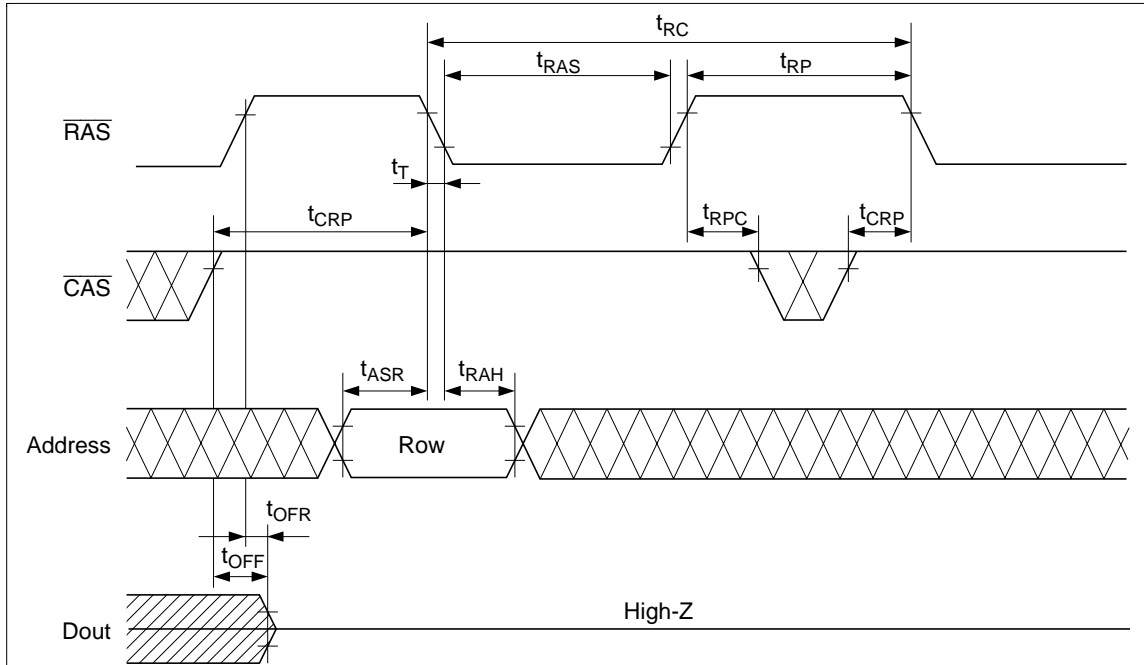 tRC
tRAS
tRP
RAS
tT
tCRP
tRPC
tCRP
CAS
tASR
tRAH
Address
Row
tOFR
tOFF
High-Z
Dout